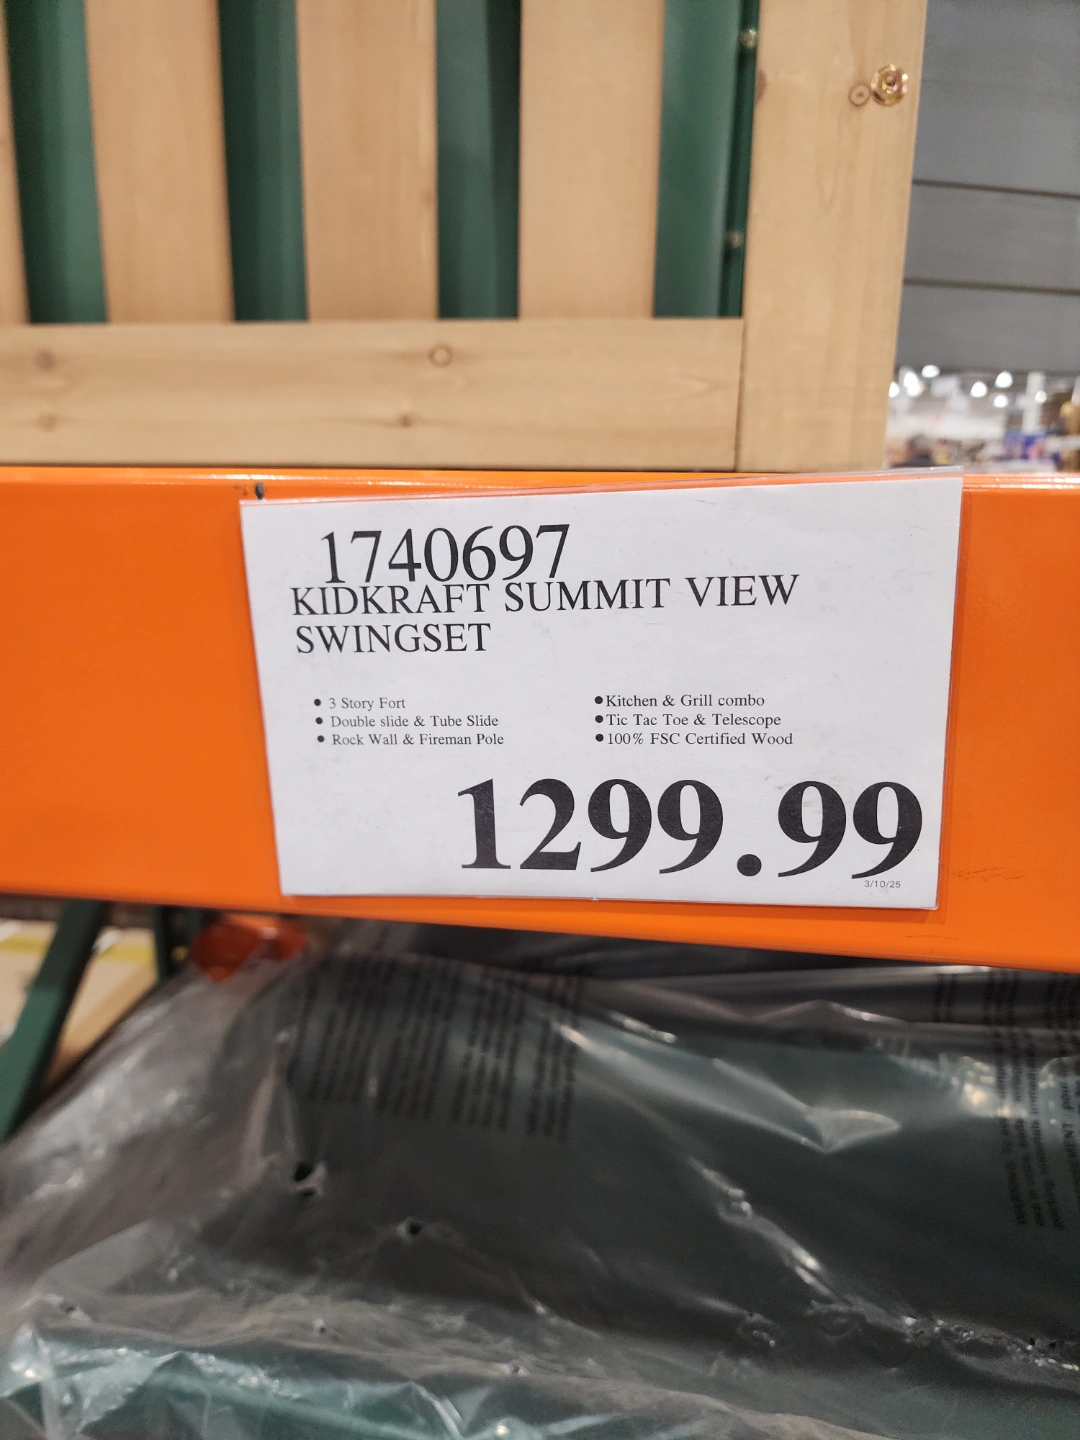 1740697
KIDKRAFT SUMMIT VIEW
SWINGSET
• 3 Story Fort
• Double slide & Tube Slide
• Rock Wall & Fireman Pole
• Kitchen & Grill combo
• Tic Tac Toe & Telescope
• 100% FSC Certified Wood
1299.99
3/10/25